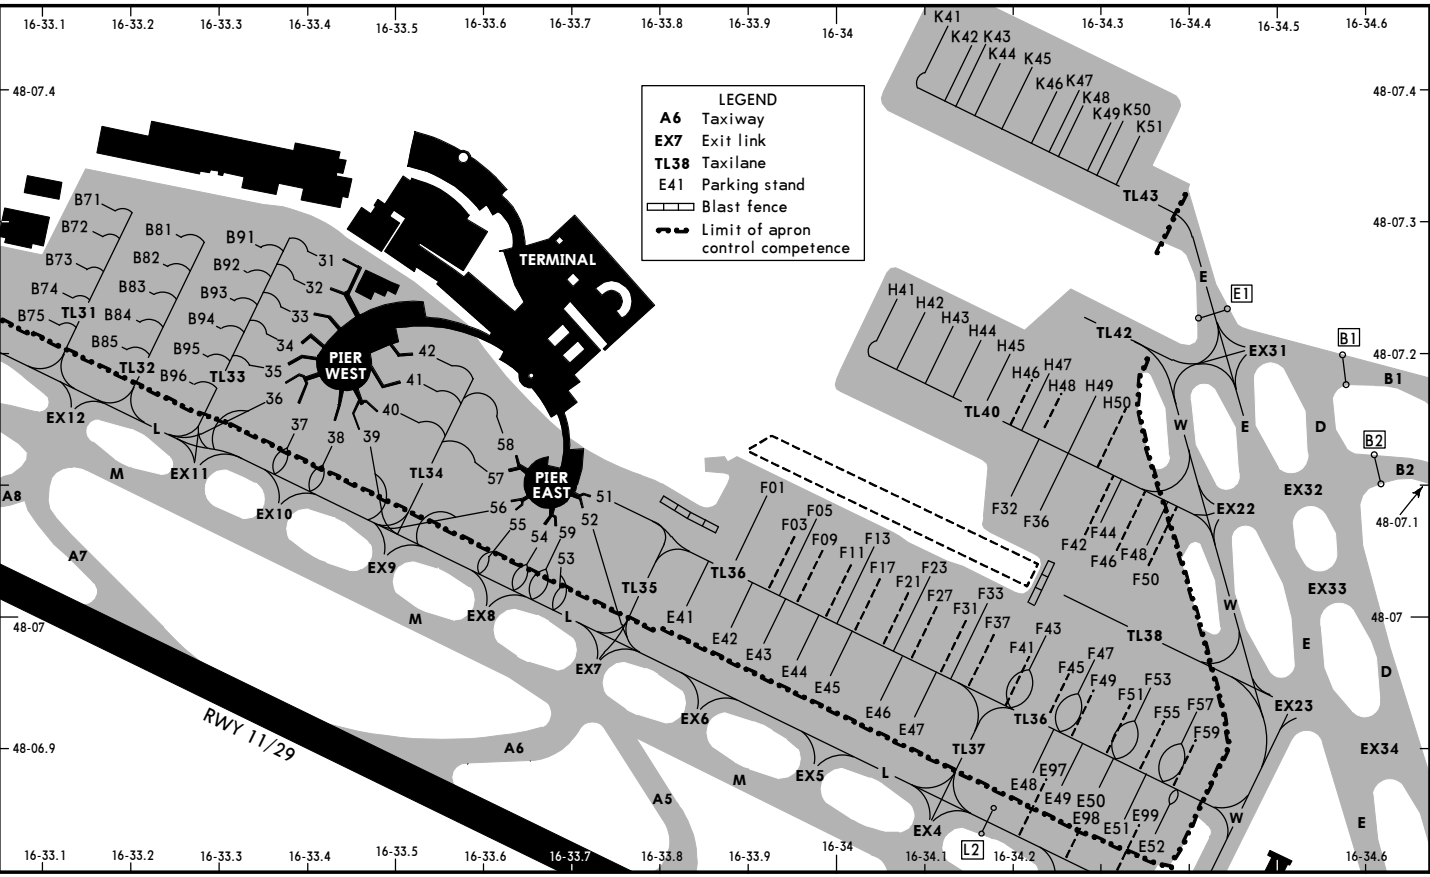 16-33.1 16-33.2 16-33.3 16-33.4 16-33.5 16-33.6 16-33.7 16-33.8 16-33.9 16-34 16-34.3 16-34.4 16-34.5 16-34.6
K41
K42 K43
K44
K45
K46 K47
K48
K49 K50
K51
48-07.4
48-07.4
LEGEND
A6 Taxiway
EX7 Exit link
TL38 Taxilane
E41 Parking stand
Blast fence
Limit of apron
control competence
TL43
48-07.3
B71
B72
B73
B74
B75
TL31
B81
B82
B83
B84
B85
TL32
B91
B92
B93
B94
B95
B96
TL33
31
32
33
34
35
36
37
38
39
40
41
42
PIER
WEST
TERMINAL
E
E1
H41
H42
H43
H44
H45
H46
H47
H48
H49
H50
TL42
EX31
B1
48-07.2
B1
TL40
W
E
D
B2
B2
EX12
L
EX11
M
A8
EX10
TL34
58
57
56
55
54
59
53
52
51
PIER
EAST
EX32
EX22
48-07.1
F01
F03
F05
F09
F11
F13
F17
F21
F23
F27
F31
F33
F37
F41
F43
F45
F47
F49
F51
F53
F55
F57
F59
F32
F36
F42
F44
F46
F48
F50
A7
EX9
EX8
L
TL35
TL36
EX33
W
48-07
48-07
M
E41
E42
E43
E44
E45
E46
E47
TL38
E
D
EX7
EX6
TL36
EX23
TL37
48-06.9
RWY 11/29
A6
M
EX5
L
EX34
A5
E48
E97
E49
E50
E98
E51
E99
E52
W
E
EX4
L2
16-33.1 16-33.2 16-33.3 16-33.4 16-33.5 16-33.6 16-33.7 16-33.8 16-33.9 16-34 16-34.1 16-34.2 16-34.6